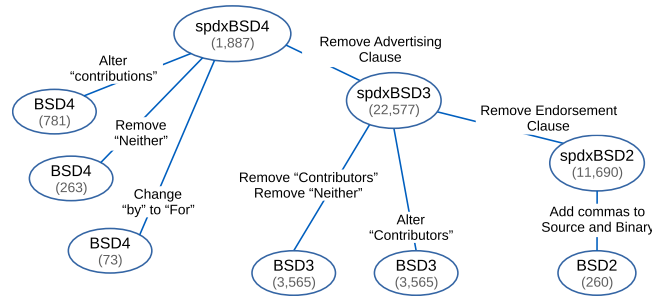 spdxBSD4
(1,887)
Remove Advertising
Clause
Alter
“contributions”
BSD4
(781)
spdxBSD3
(22,577)
Remove Endorsement
Clause
Remove
“Neither”
BSD4
(263)
spdxBSD2
(11,690)
Remove “Contributors”
Remove “Neither”
Change
“by” to “For”
Alter
“Contributors”
Add commas to
Source and Binary
BSD4
(73)
BSD3
(3,565)
BSD3
(3,565)
BSD2
(260)